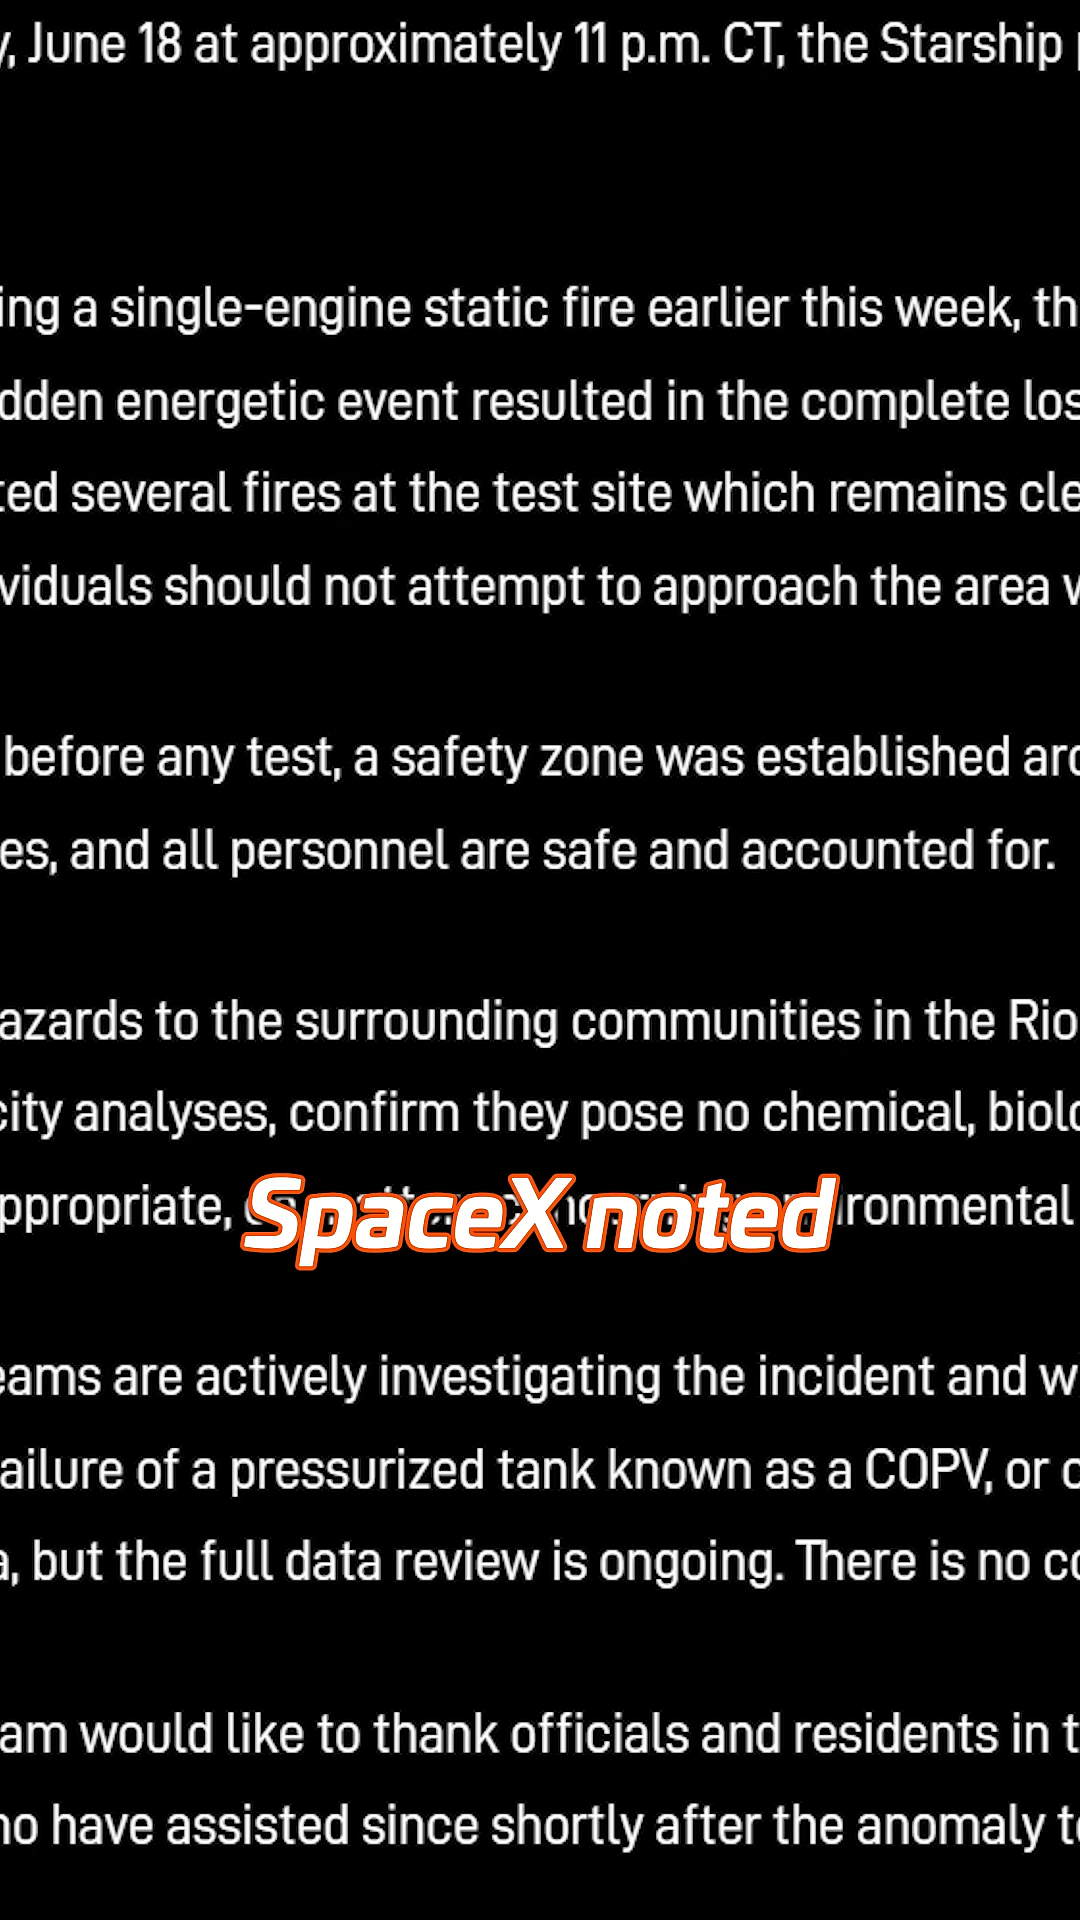 y, June 18 at approximately 11 p.m. CT, the Starship
ing a single-engine static fire earlier this week, th
dden energetic event resulted in the complete los
ted several fires at the test site which remains cle
viduals should not attempt to approach the area
before any test, a safety zone was established aro
es, and all personnel are safe and accounted for.
azards to the surrounding communities in the Rio
city analyses, confirm they pose no chemical, biolo
ppropriate,
ironmental
SpaceX noted
eams are actively investigating the incident and w
ailure of a pressurized tank known as a COPV, or c
a, but the full data review is ongoing. There is no co
am would like to thank officials and residents in t
ho have assisted since shortly after the anomaly to